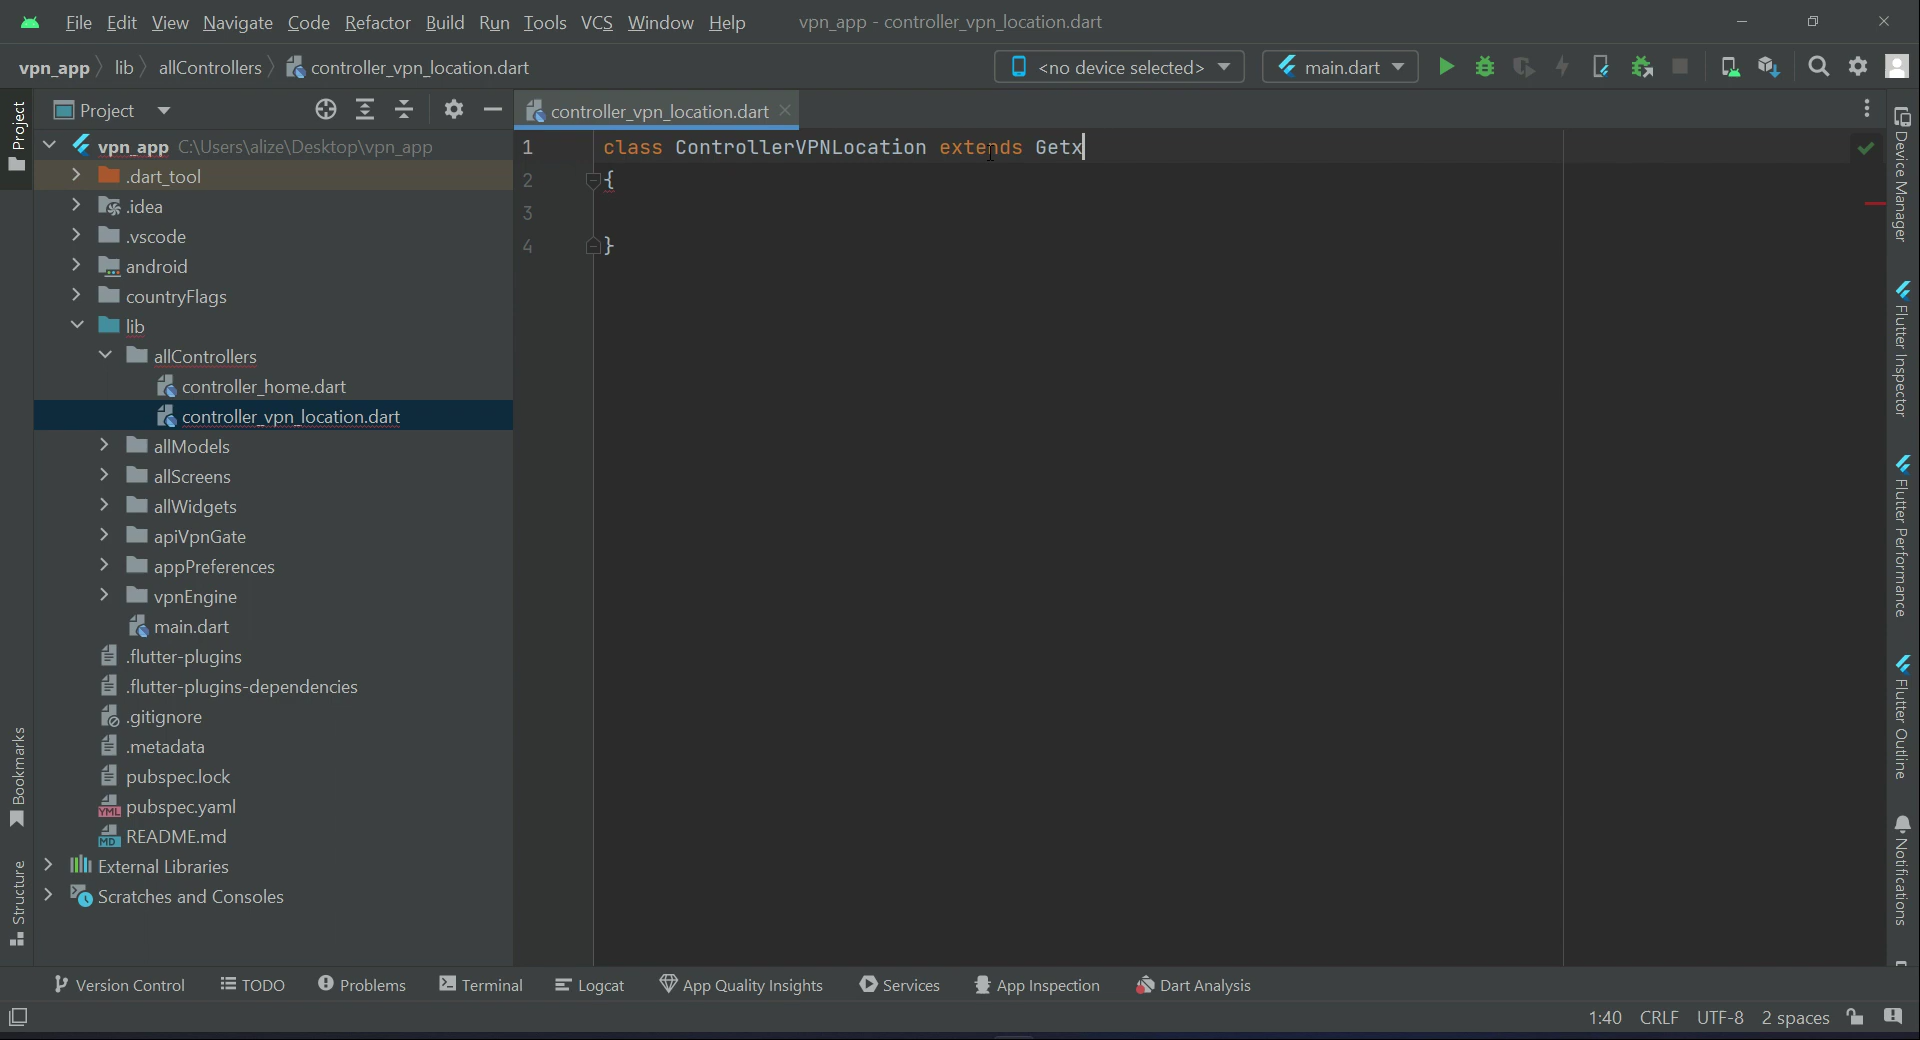 File Edit View Navigate Code Refactor Build Run Tools VCS Window Help vpn_app - controller_vpn_location.dart
vpn_app lib allControllers controller_vpn_location.dart <no device selected> main.dart
Project
Project
controller_vpn_location.dart
vpn_app C:\Users\alize\Desktop\vpn_app
.dart_tool
.idea
.vscode
android
countryFlags
lib
allControllers
controller_home.dart
controller_vpn_location.dart
allModels
allScreens
allWidgets
apiVpnGate
appPreferences
vpnEngine
main.dart
.flutter-plugins
.flutter-plugins-dependencies
.gitignore
.metadata
pubspec.lock
YML pubspec.yaml
MD README.md
External Libraries
Scratches and Consoles
Bookmarks
Structure
1 class ControllerVPNLocation extends Getx
2 {
3
4 }
Device Manager
Flutter Inspector
Flutter Performance
Flutter Outline
Notifications
Version Control TODO Problems Terminal Logcat App Quality Insights Services App Inspection Dart Analysis
1:40 CRLF UTF-8 2 spaces